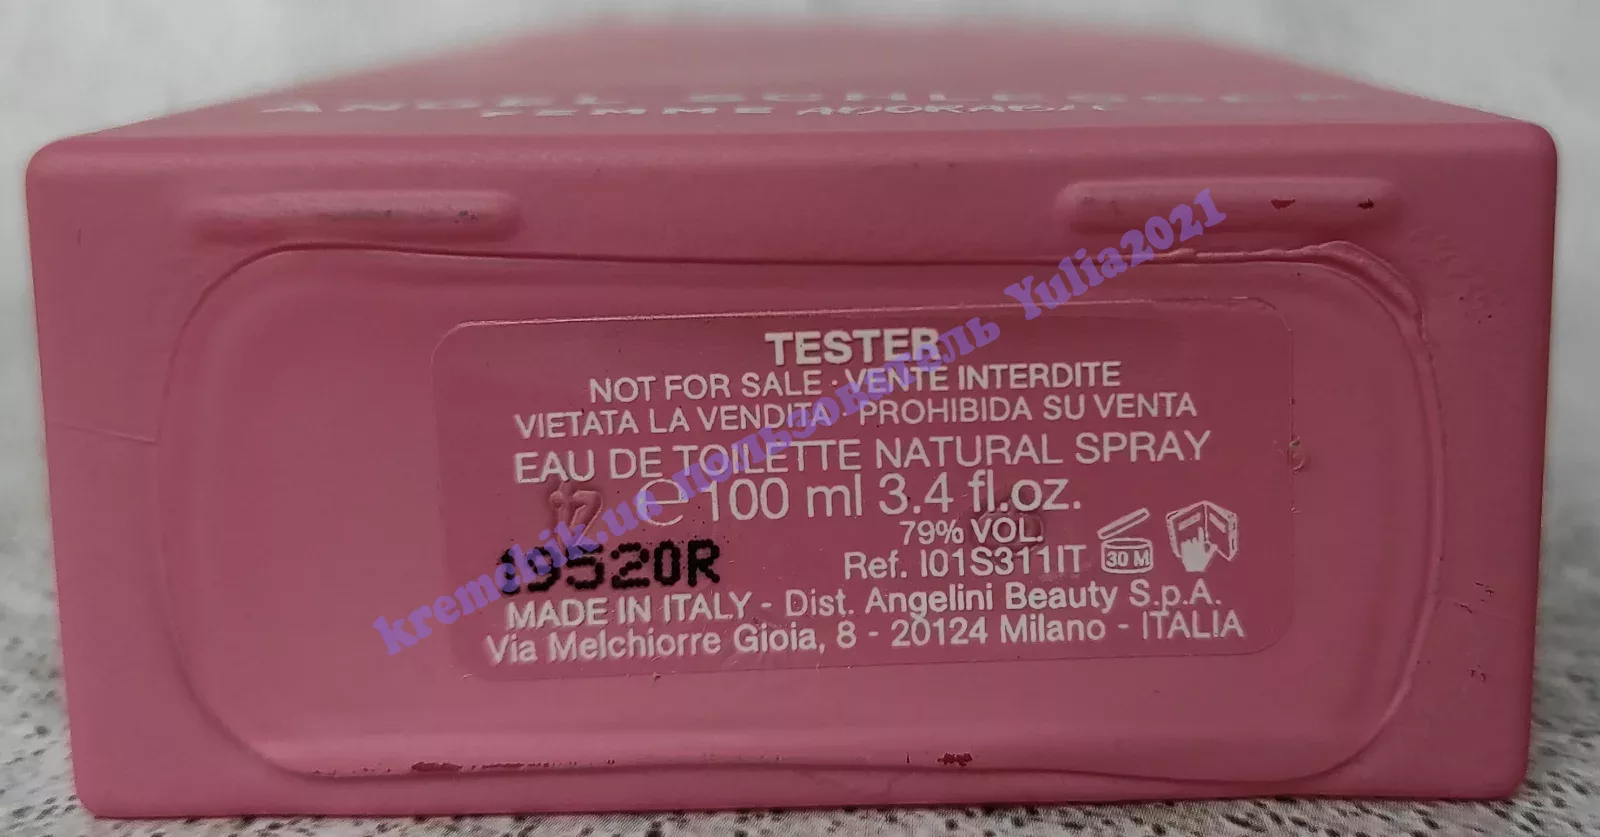 ANGEL SCHLESSER
FEMME ADORABLE
TESTER
NOT FOR SALE · VENTE INTERDITE
VIETATA LA VENDITA · PROHIBIDA SU VENTA
EAU DE TOILETTE NATURAL SPRAY
e 100 ml 3.4 fl.oz.
79% VOL.
19520R
Ref. I01S311IT
30 M
MADE IN ITALY - Dist. Angelini Beauty S.p.A.
Via Melchiorre Gioia, 8 - 20124 Milano - ITALIA
kremchik.ua пользователь Yulia2021